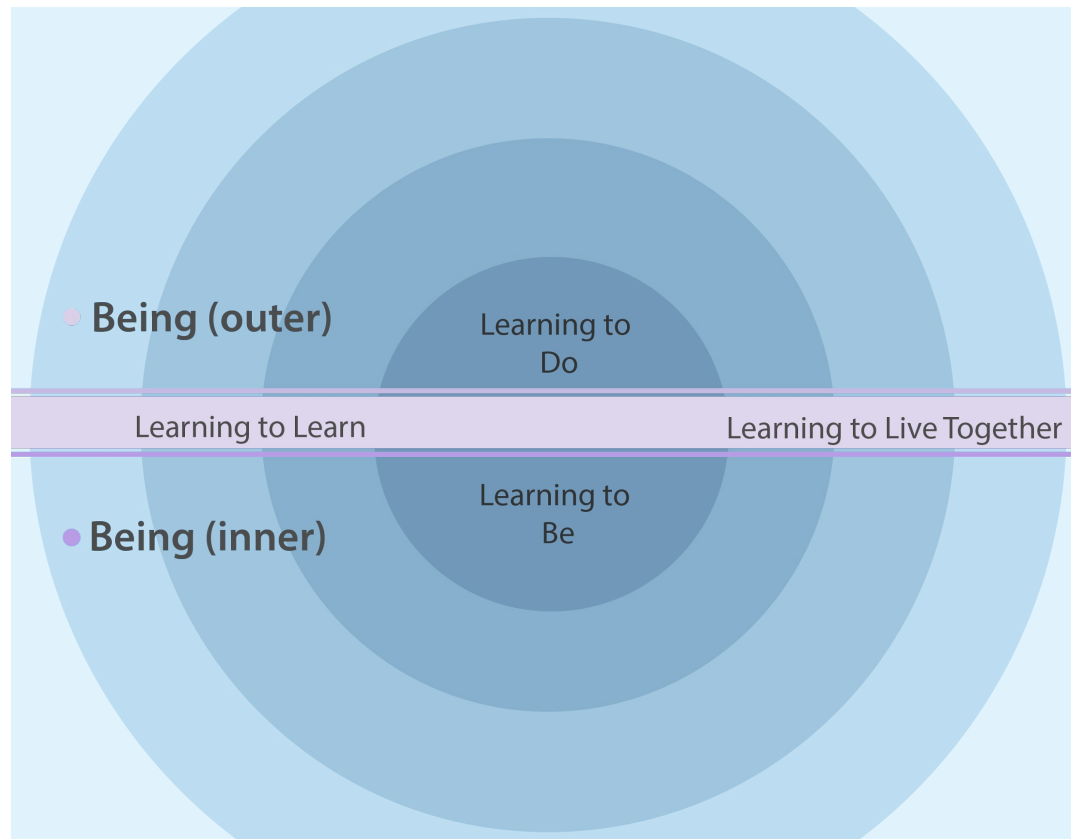 Being (outer)
Learning to
Do
Learning to Learn
Learning to Live Together
Learning to
Be
Being (inner)